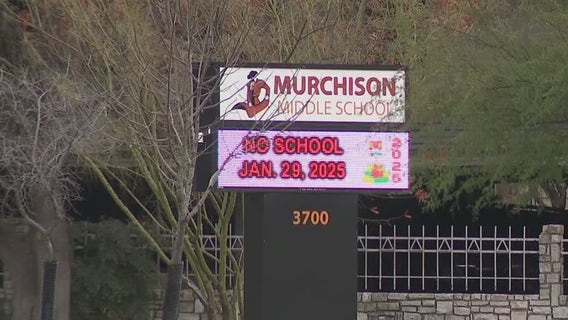 MURCHISON
MIDDLE SCHOOL
NO SCHOOL
JAN. 29, 2025
2025
3700